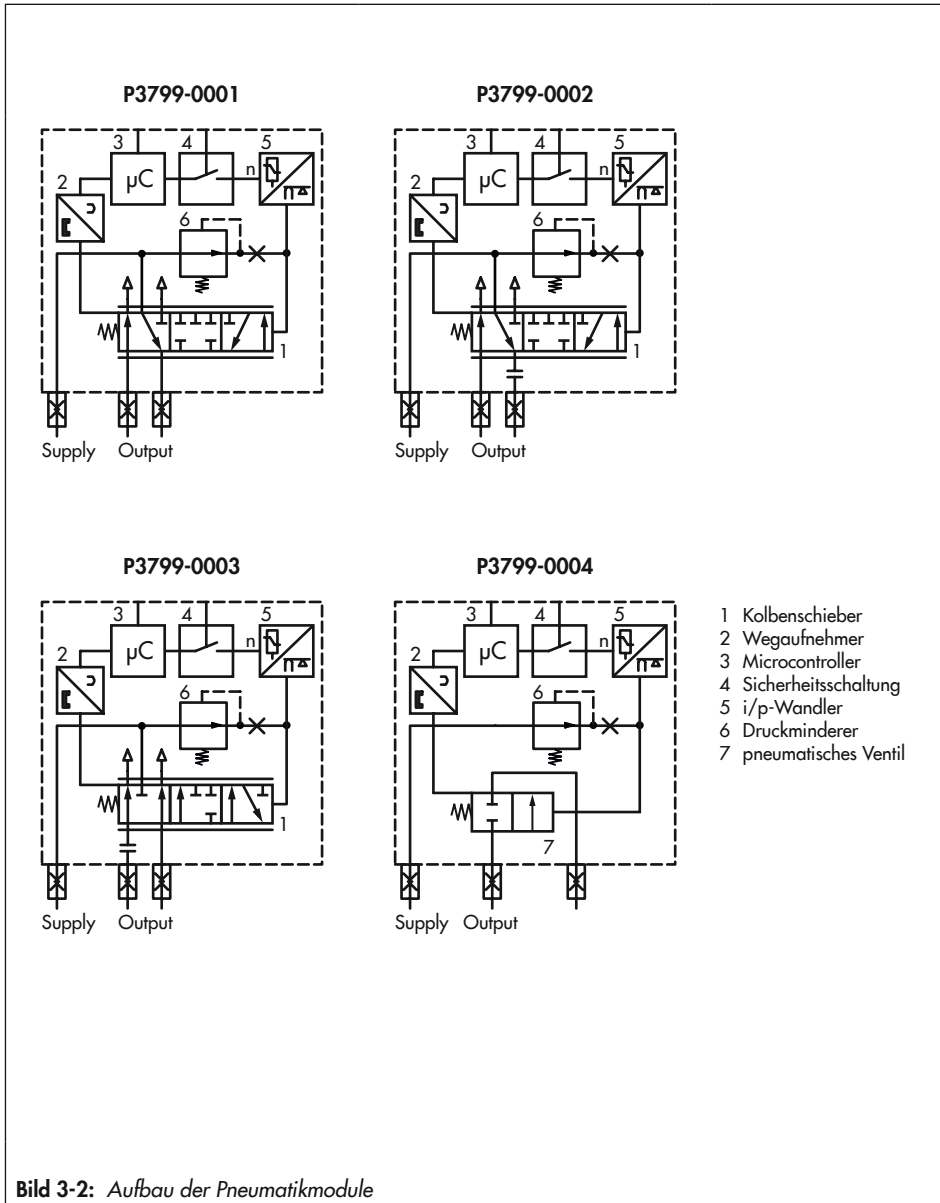 P3799-0001
3 4 5
2 µC n
6
1
Supply Output
P3799-0002
3 4 5
2 µC n
6
1
Supply Output
P3799-0003
3 4 5
2 µC n
6
1
Supply Output
P3799-0004
3 4 5
2 µC n
6
7
Supply Output
1 Kolbenschieber
2 Wegaufnehmer
3 Microcontroller
4 Sicherheitsschaltung
5 i/p-Wandler
6 Druckminderer
7 pneumatisches Ventil
Bild 3-2: Aufbau der Pneumatikmodule